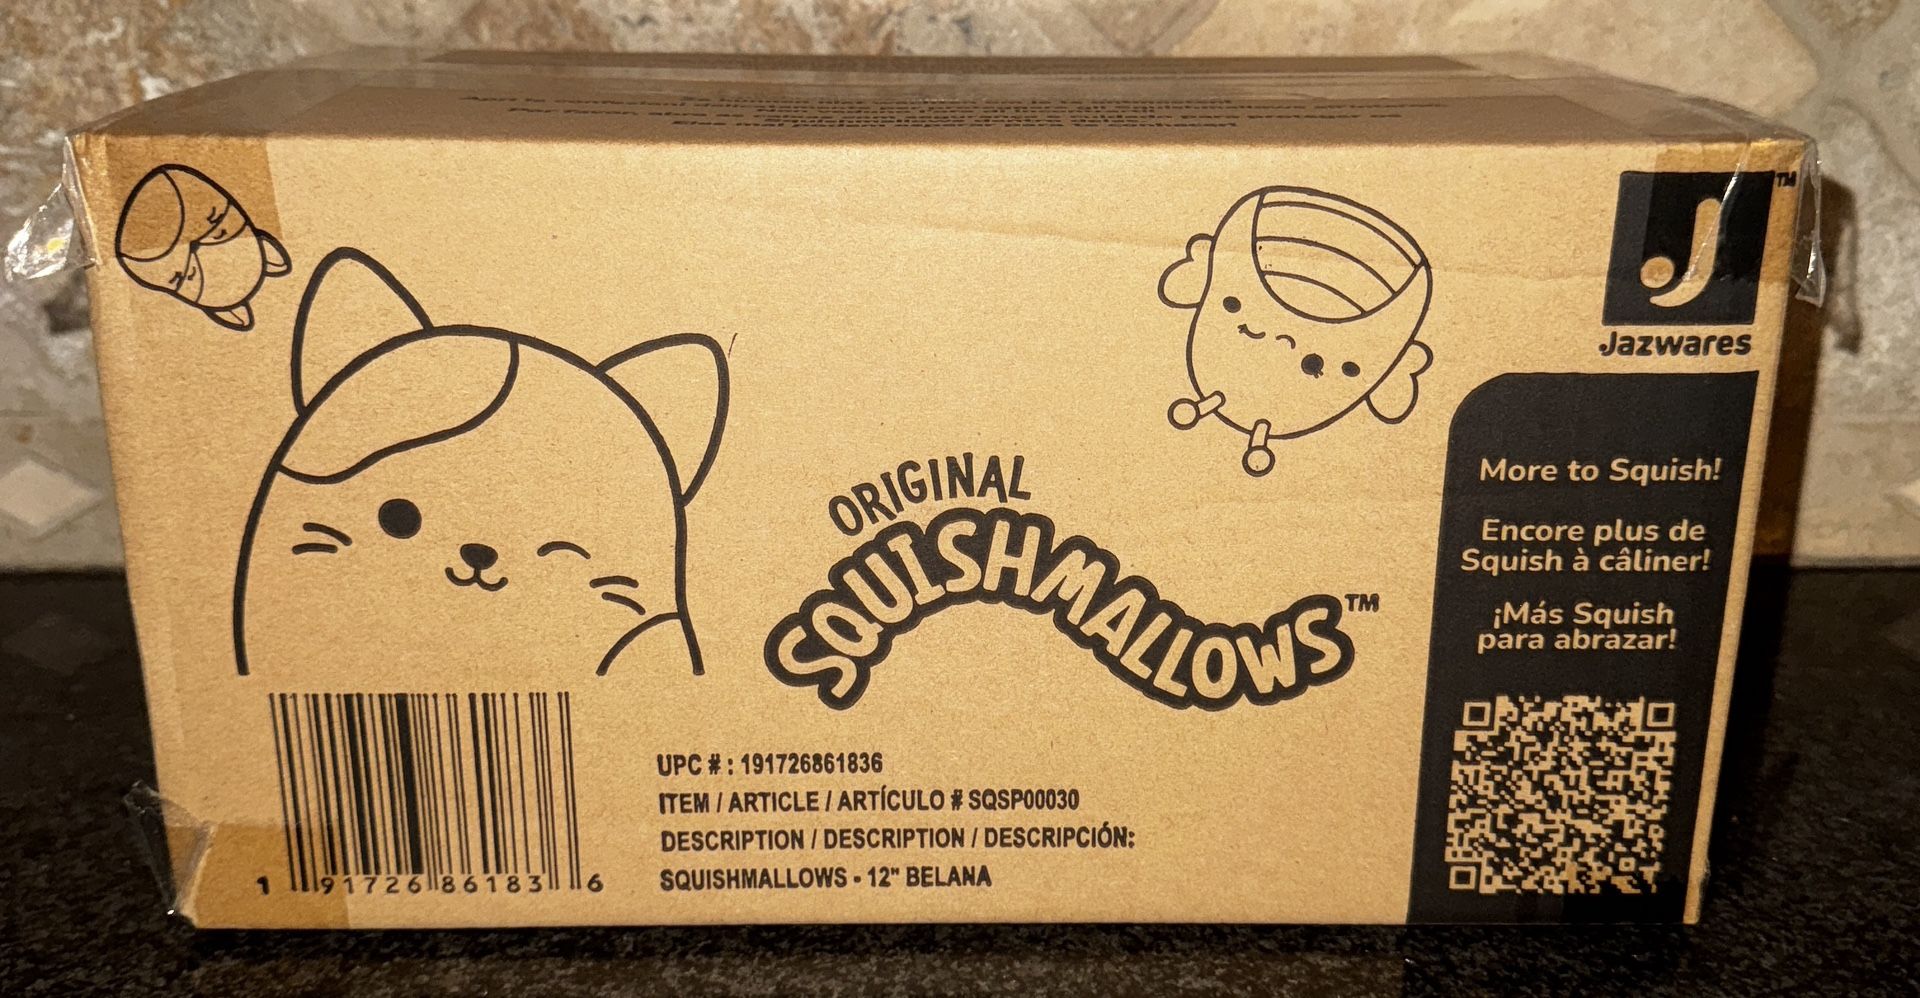 Jazwares
TM
ORIGINAL
SQUISHMALLOWS™
More to Squish!
Encore plus de
Squish à câliner!
¡Más Squish
para abrazar!
UPC # : 191726861836
ITEM / ARTICLE / ARTÍCULO # SQSP00030
DESCRIPTION / DESCRIPTION / DESCRIPCIÓN:
SQUISHMALLOWS - 12" BELANA
1 91726 86183 6